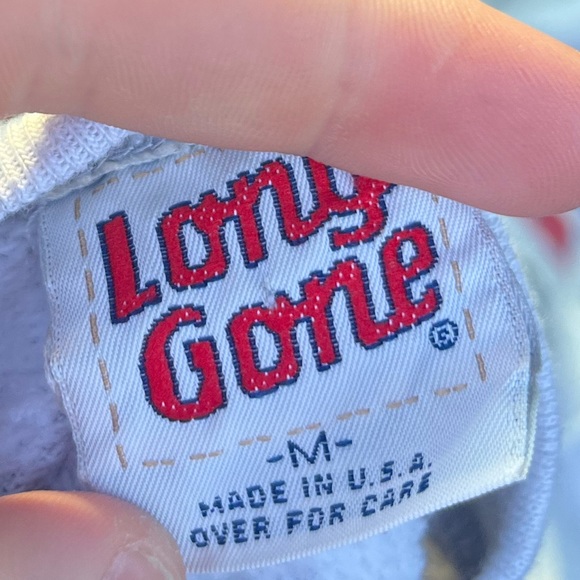 Long
Gone®
-M-
MADE IN U.S.A.
OVER FOR CARE